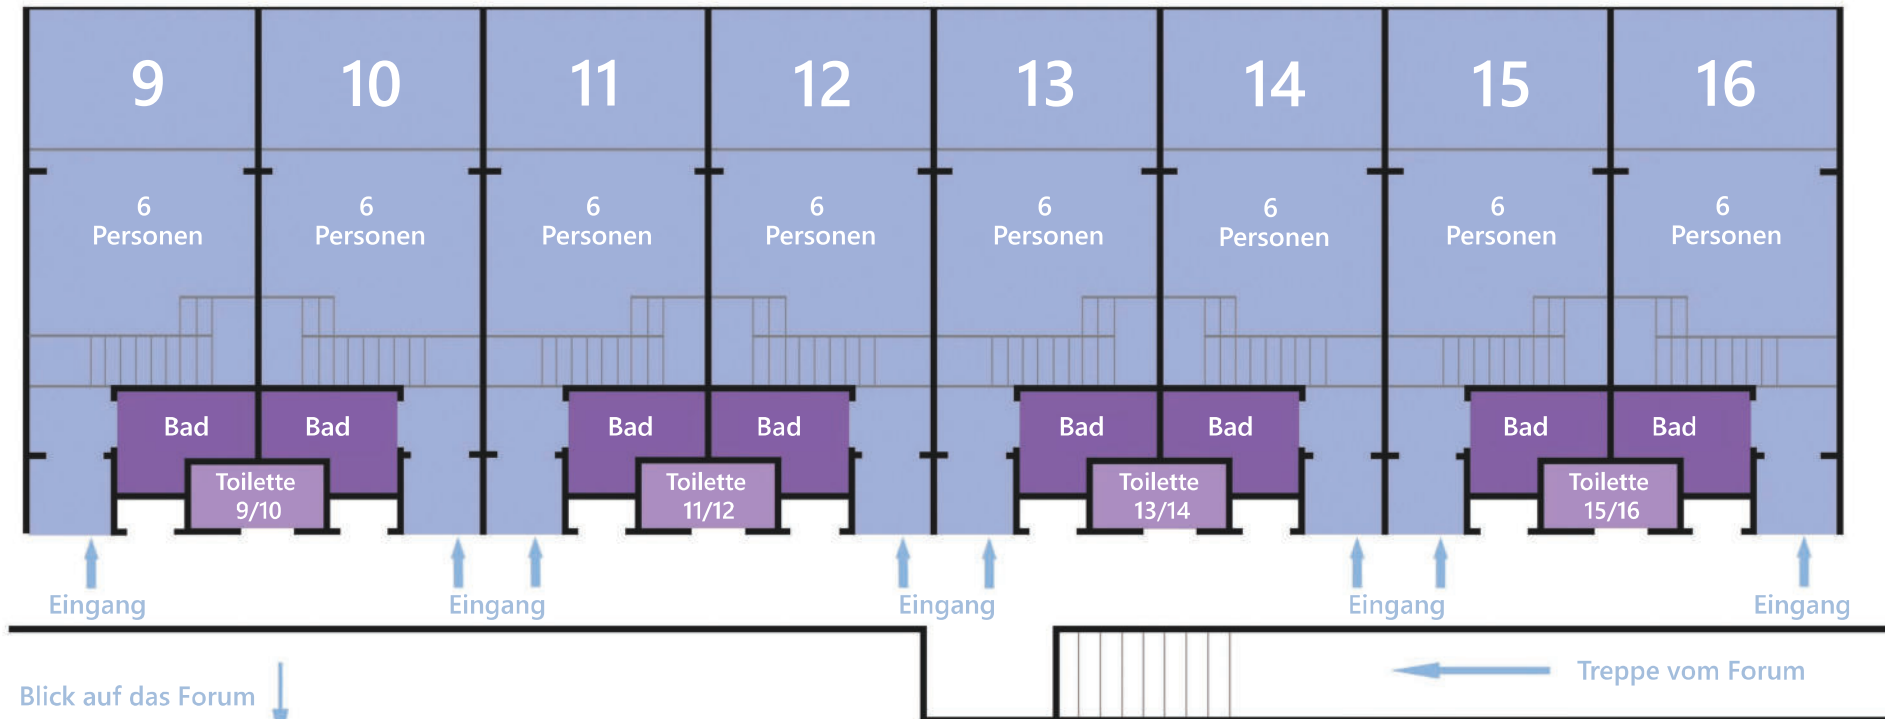 9 10 11 12 13 14 15 16
6 6 6 6 6 6 6 6
Personen Personen Personen Personen Personen Personen Personen Personen
Bad Bad Bad Bad Bad Bad Bad Bad
Toilette Toilette Toilette Toilette
9/10 11/12 13/14 15/16
Eingang Eingang Eingang Eingang Eingang
Treppe vom Forum
Blick auf das Forum